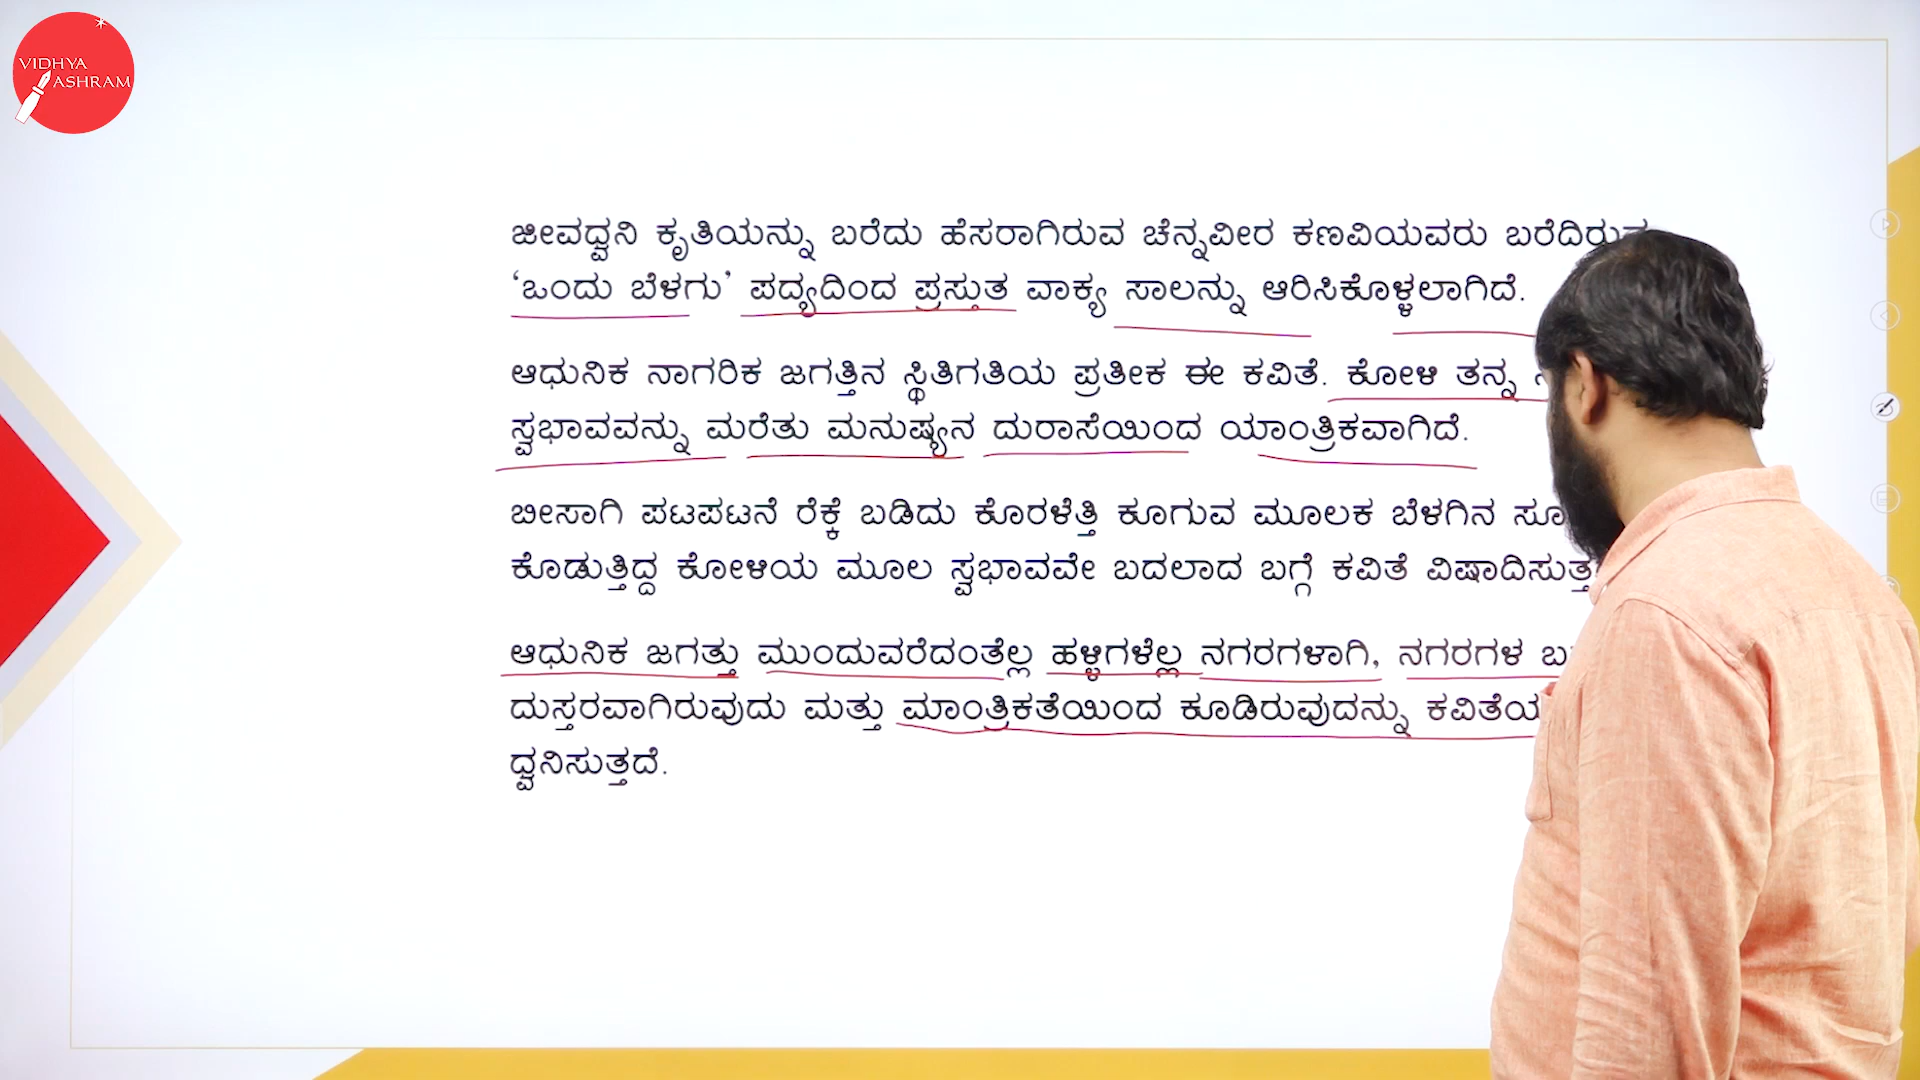 VIDHYA
ASHRAM
ಜೀವಧ್ವನಿ ಕೃತಿಯನ್ನು ಬರೆದು ಹೆಸರಾಗಿರುವ ಚೆನ್ನವೀರ ಕಣವಿಯವರು ಬರೆದಿರುವ
‘ಒಂದು ಬೆಳಗು’ ಪದ್ಯದಿಂದ ಪ್ರಸ್ತುತ ವಾಕ್ಯ ಸಾಲನ್ನು ಆರಿಸಿಕೊಳ್ಳಲಾಗಿದೆ.
ಆಧುನಿಕ ನಾಗರಿಕ ಜಗತ್ತಿನ ಸ್ಥಿತಿಗತಿಯ ಪ್ರತೀಕ ಈ ಕವಿತೆ. ಕೋಳಿ ತನ್ನ
ಸ್ವಭಾವವನ್ನು ಮರೆತು ಮನುಷ್ಯನ ದುರಾಸೆಯಿಂದ ಯಾಂತ್ರಿಕವಾಗಿದೆ.
ಬೀಸಾಗಿ ಪಟಪಟನೆ ರೆಕ್ಕೆ ಬಡಿದು ಕೊರಳೆತ್ತಿ ಕೂಗುವ ಮೂಲಕ ಬೆಳಗಿನ
ಕೊಡುತ್ತಿದ್ದ ಕೋಳಿಯ ಮೂಲ ಸ್ವಭಾವವೇ ಬದಲಾದ ಬಗ್ಗೆ ಕವಿತೆ
ಆಧುನಿಕ ಜಗತ್ತು ಮುಂದುವರೆದಂತೆಲ್ಲ ಹಳ್ಳಿಗಳೆಲ್ಲ ನಗರಗಳಾಗಿ, ನಗರಗಳ
ದುಸ್ತರವಾಗಿರುವುದು ಮತ್ತು ಮಾಂತ್ರಿಕತೆಯಿಂದ ಕೂಡಿರುವುದನ್ನು
ಧ್ವನಿಸುತ್ತದೆ.